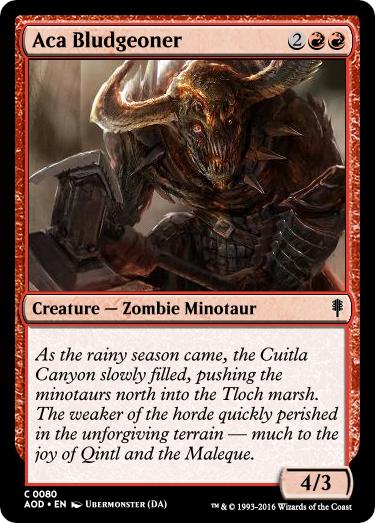 Aca Bludgeoner 2
Creature — Zombie Minotaur
As the rainy season came, the Cuitla
Canyon slowly filled, pushing the
minotaurs north into the Tloch marsh.
The weaker of the horde quickly perished
in the unforgiving terrain — much to the
joy of Qintl and the Maleque.
4/3
C 0080
AOD • EN UBERMONSTER (DA)
™ & © 1993-2016 Wizards of the Coast